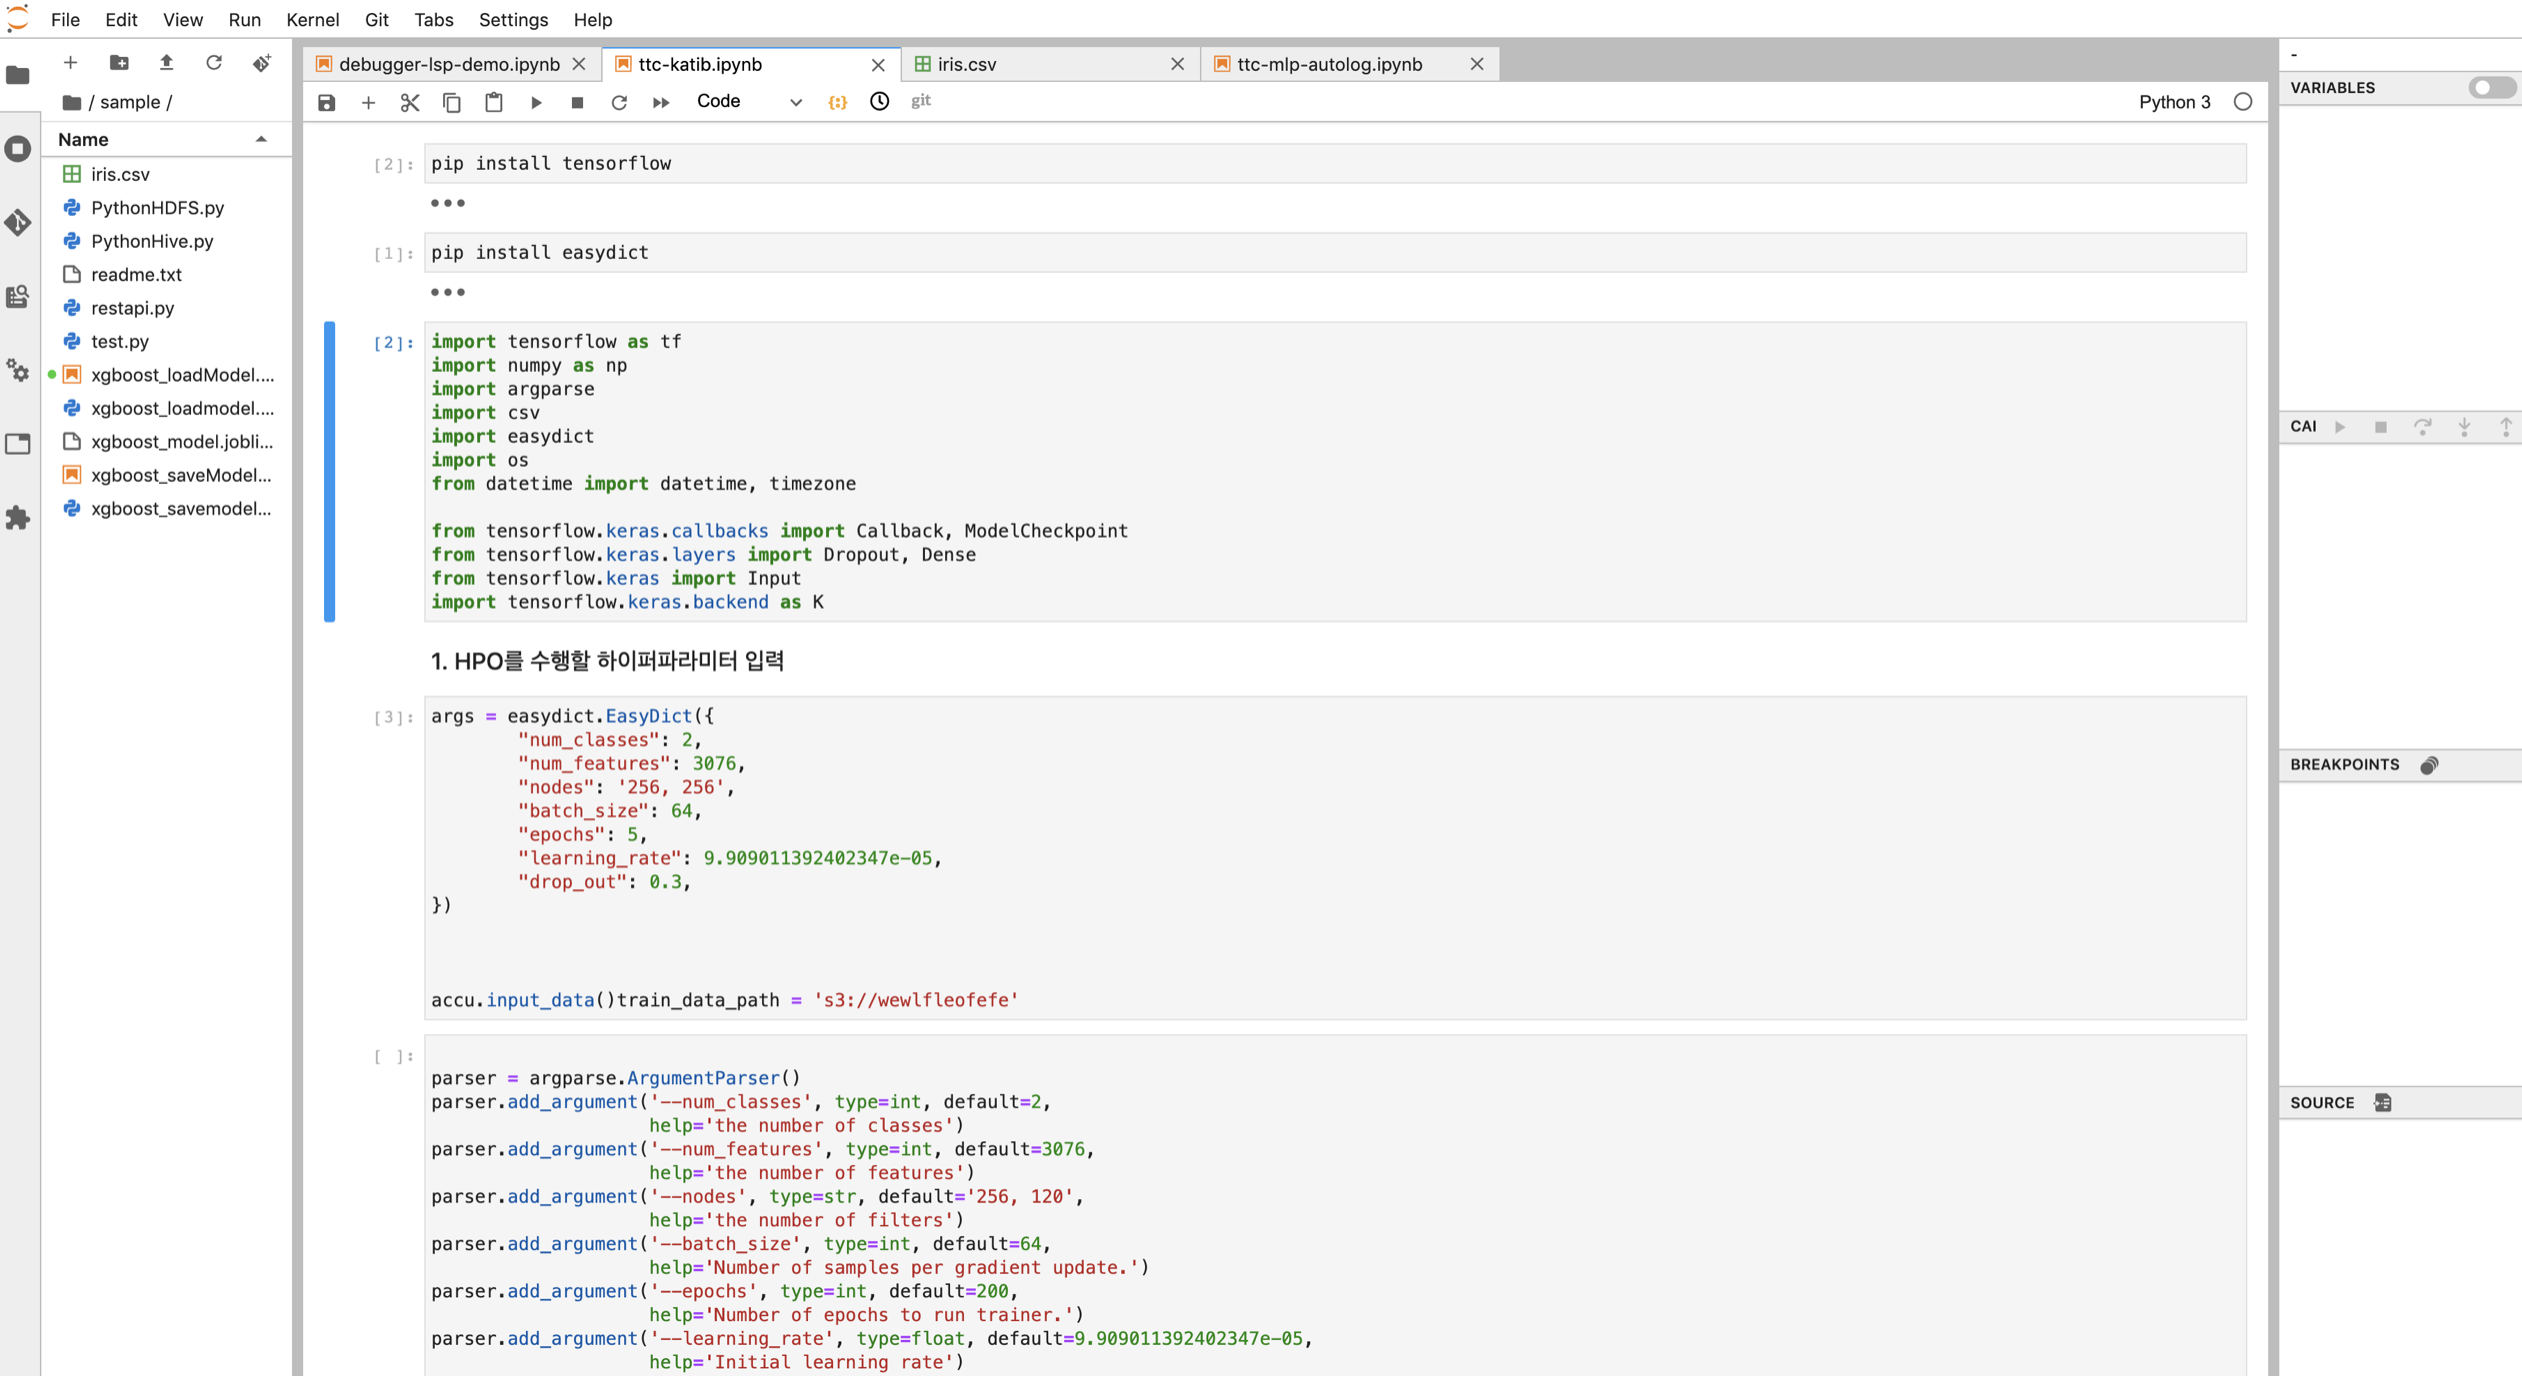 File Edit View Run Kernel Git Tabs Settings Help
/ sample /
Name
iris.csv
PythonHDFS.py
PythonHive.py
readme.txt
restapi.py
test.py
xgboost_loadModel....
xgboost_loadmodel....
xgboost_model.jobli...
xgboost_saveModel...
xgboost_savemodel...
debugger-lsp-demo.ipynb
ttc-katib.ipynb
iris.csv
ttc-mlp-autolog.ipynb
Code
git
Python 3
[2]: pip install tensorflow
•••
[1]: pip install easydict
•••
[2]: import tensorflow as tf
import numpy as np
import argparse
import csv
import easydict
import os
from datetime import datetime, timezone
from tensorflow.keras.callbacks import Callback, ModelCheckpoint
from tensorflow.keras.layers import Dropout, Dense
from tensorflow.keras import Input
import tensorflow.keras.backend as K
1. HPO를 수행할 하이퍼파라미터 입력
[3]: args = easydict.EasyDict({
"num_classes": 2,
"num_features": 3076,
"nodes": '256, 256',
"batch_size": 64,
"epochs": 5,
"learning_rate": 9.909011392402347e-05,
"drop_out": 0.3,
})
accu.input_data()train_data_path = 's3://wewlfleofefe'
[ ]:
parser = argparse.ArgumentParser()
parser.add_argument('--num_classes', type=int, default=2,
help='the number of classes')
parser.add_argument('--num_features', type=int, default=3076,
help='the number of features')
parser.add_argument('--nodes', type=str, default='256, 120',
help='the number of filters')
parser.add_argument('--batch_size', type=int, default=64,
help='Number of samples per gradient update.')
parser.add_argument('--epochs', type=int, default=200,
help='Number of epochs to run trainer.')
parser.add_argument('--learning_rate', type=float, default=9.909011392402347e-05,
help='Initial learning rate')
-
VARIABLES
CAI
BREAKPOINTS
SOURCE